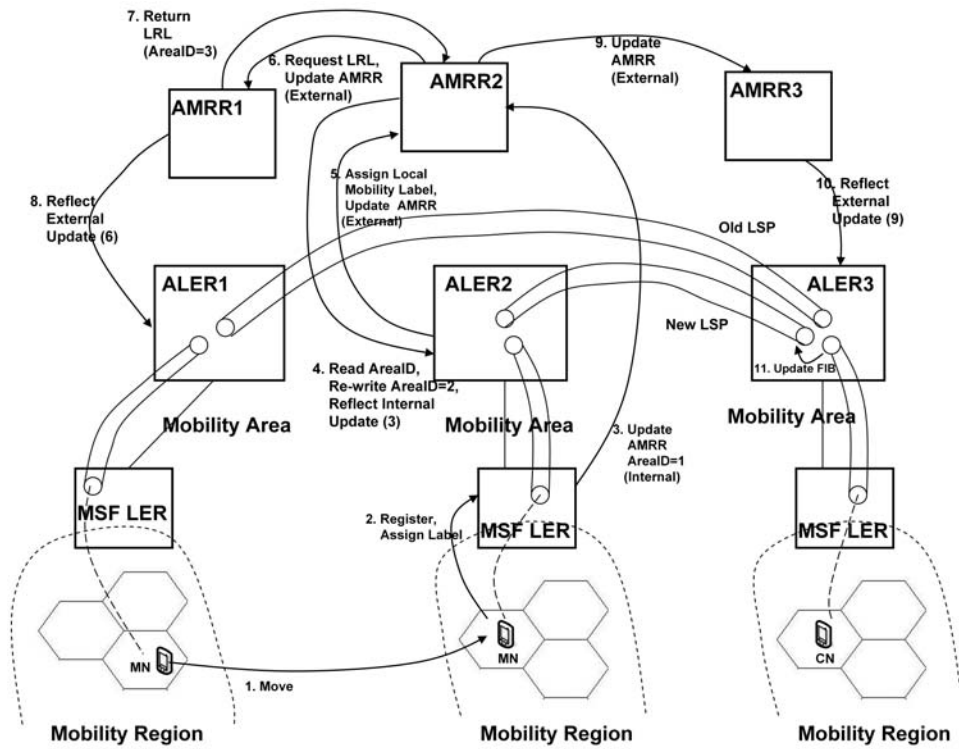 7. Return
LRL
(AreaID=3)
6. Request LRL,
Update AMRR
(External)
9. Update
AMRR
(External)
AMRR1
AMRR2
AMRR3
5. Assign Local
Mobility Label,
Update AMRR
(External)
8. Reflect
External
Update (6)
10. Reflect
External
Update (9)
Old LSP
ALER1
ALER2
ALER3
New LSP
11. Update FIB
4. Read AreaID,
Re-write AreaID=2,
Reflect Internal
Update (3)
Mobility Area
Mobility Area
Mobility Area
3. Update
AMRR
AreaID=1
(Internal)
MSF LER
2. Register,
Assign Label
MSF LER
MSF LER
MN
MN
CN
1. Move
Mobility Region
Mobility Region
Mobility Region